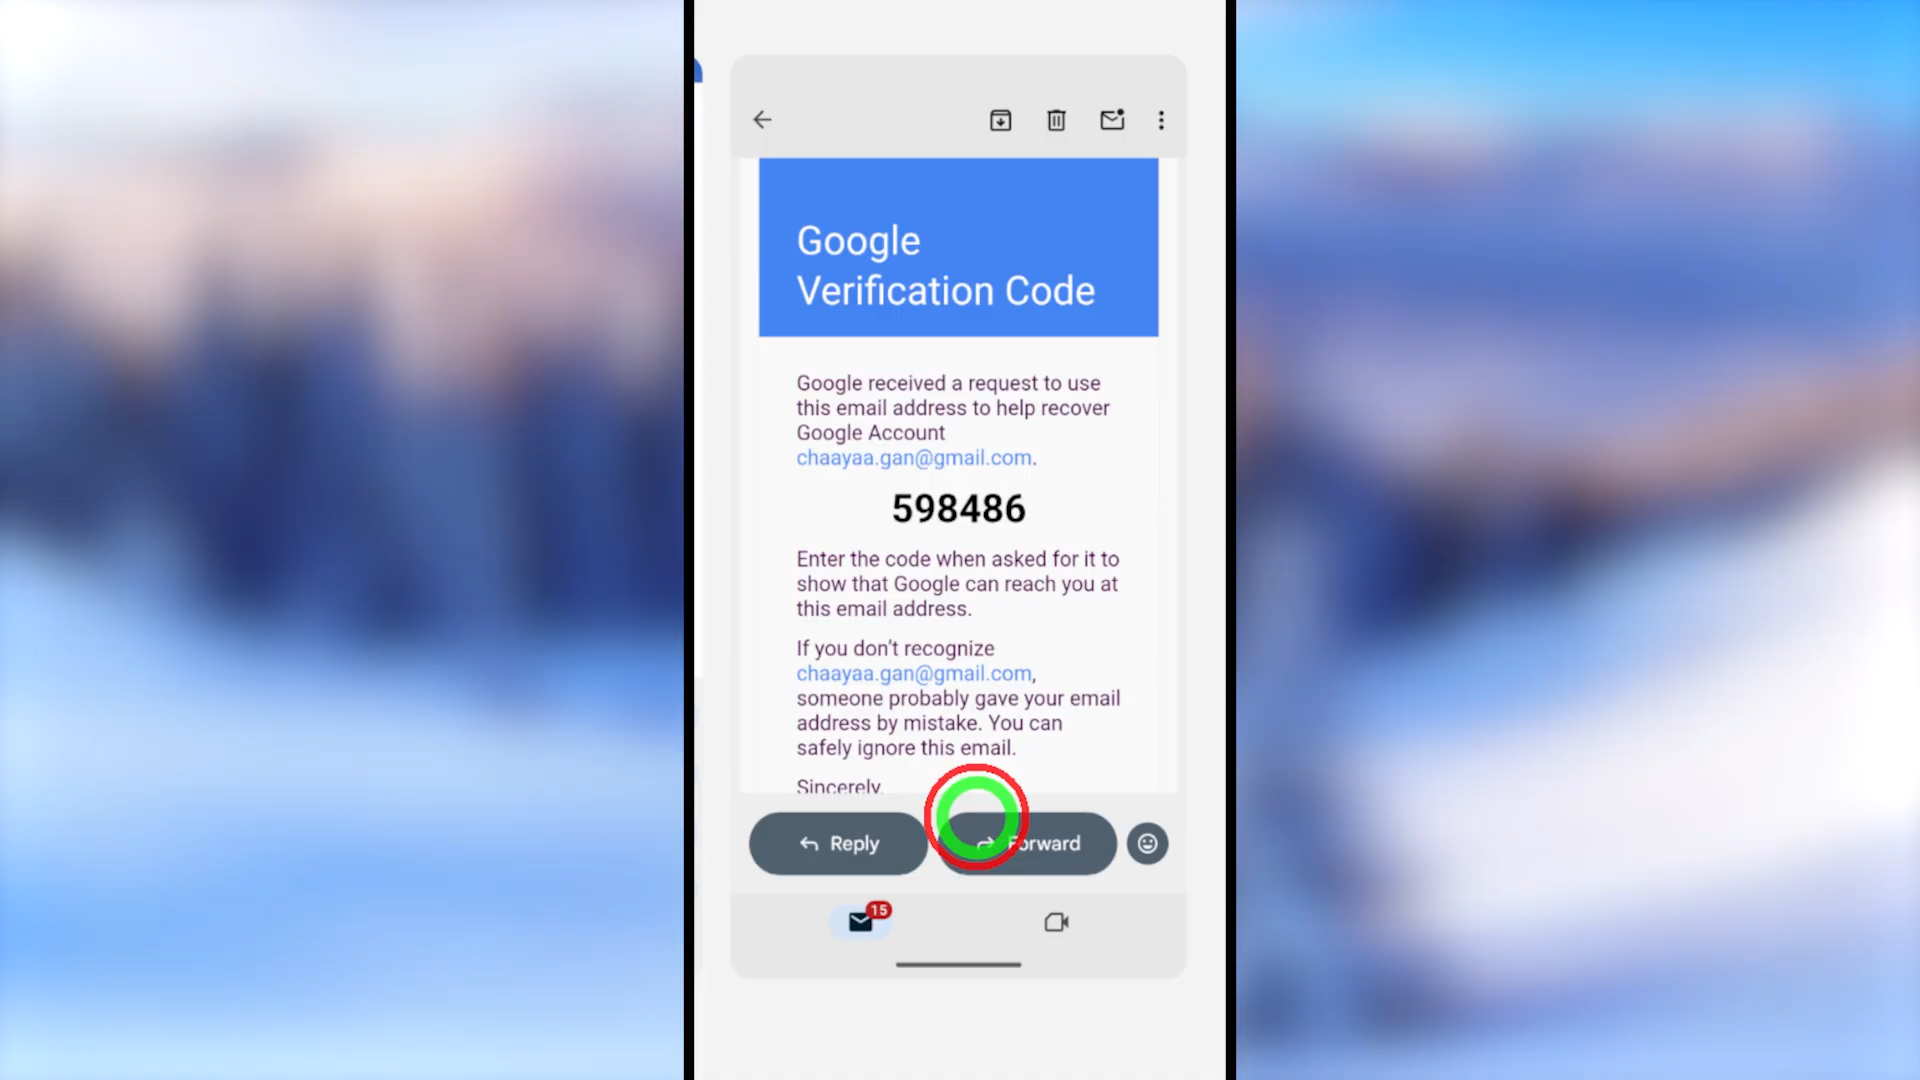 Google
Verification Code
Google received a request to use
this email address to help recover
Google Account
chaayaa.gan@gmail.com.
598486
Enter the code when asked for it to
show that Google can reach you at
this email address.
If you don’t recognize
chaayaa.gan@gmail.com,
someone probably gave your email
address by mistake. You can
safely ignore this email.
Sincerely,
Reply
Forward
15